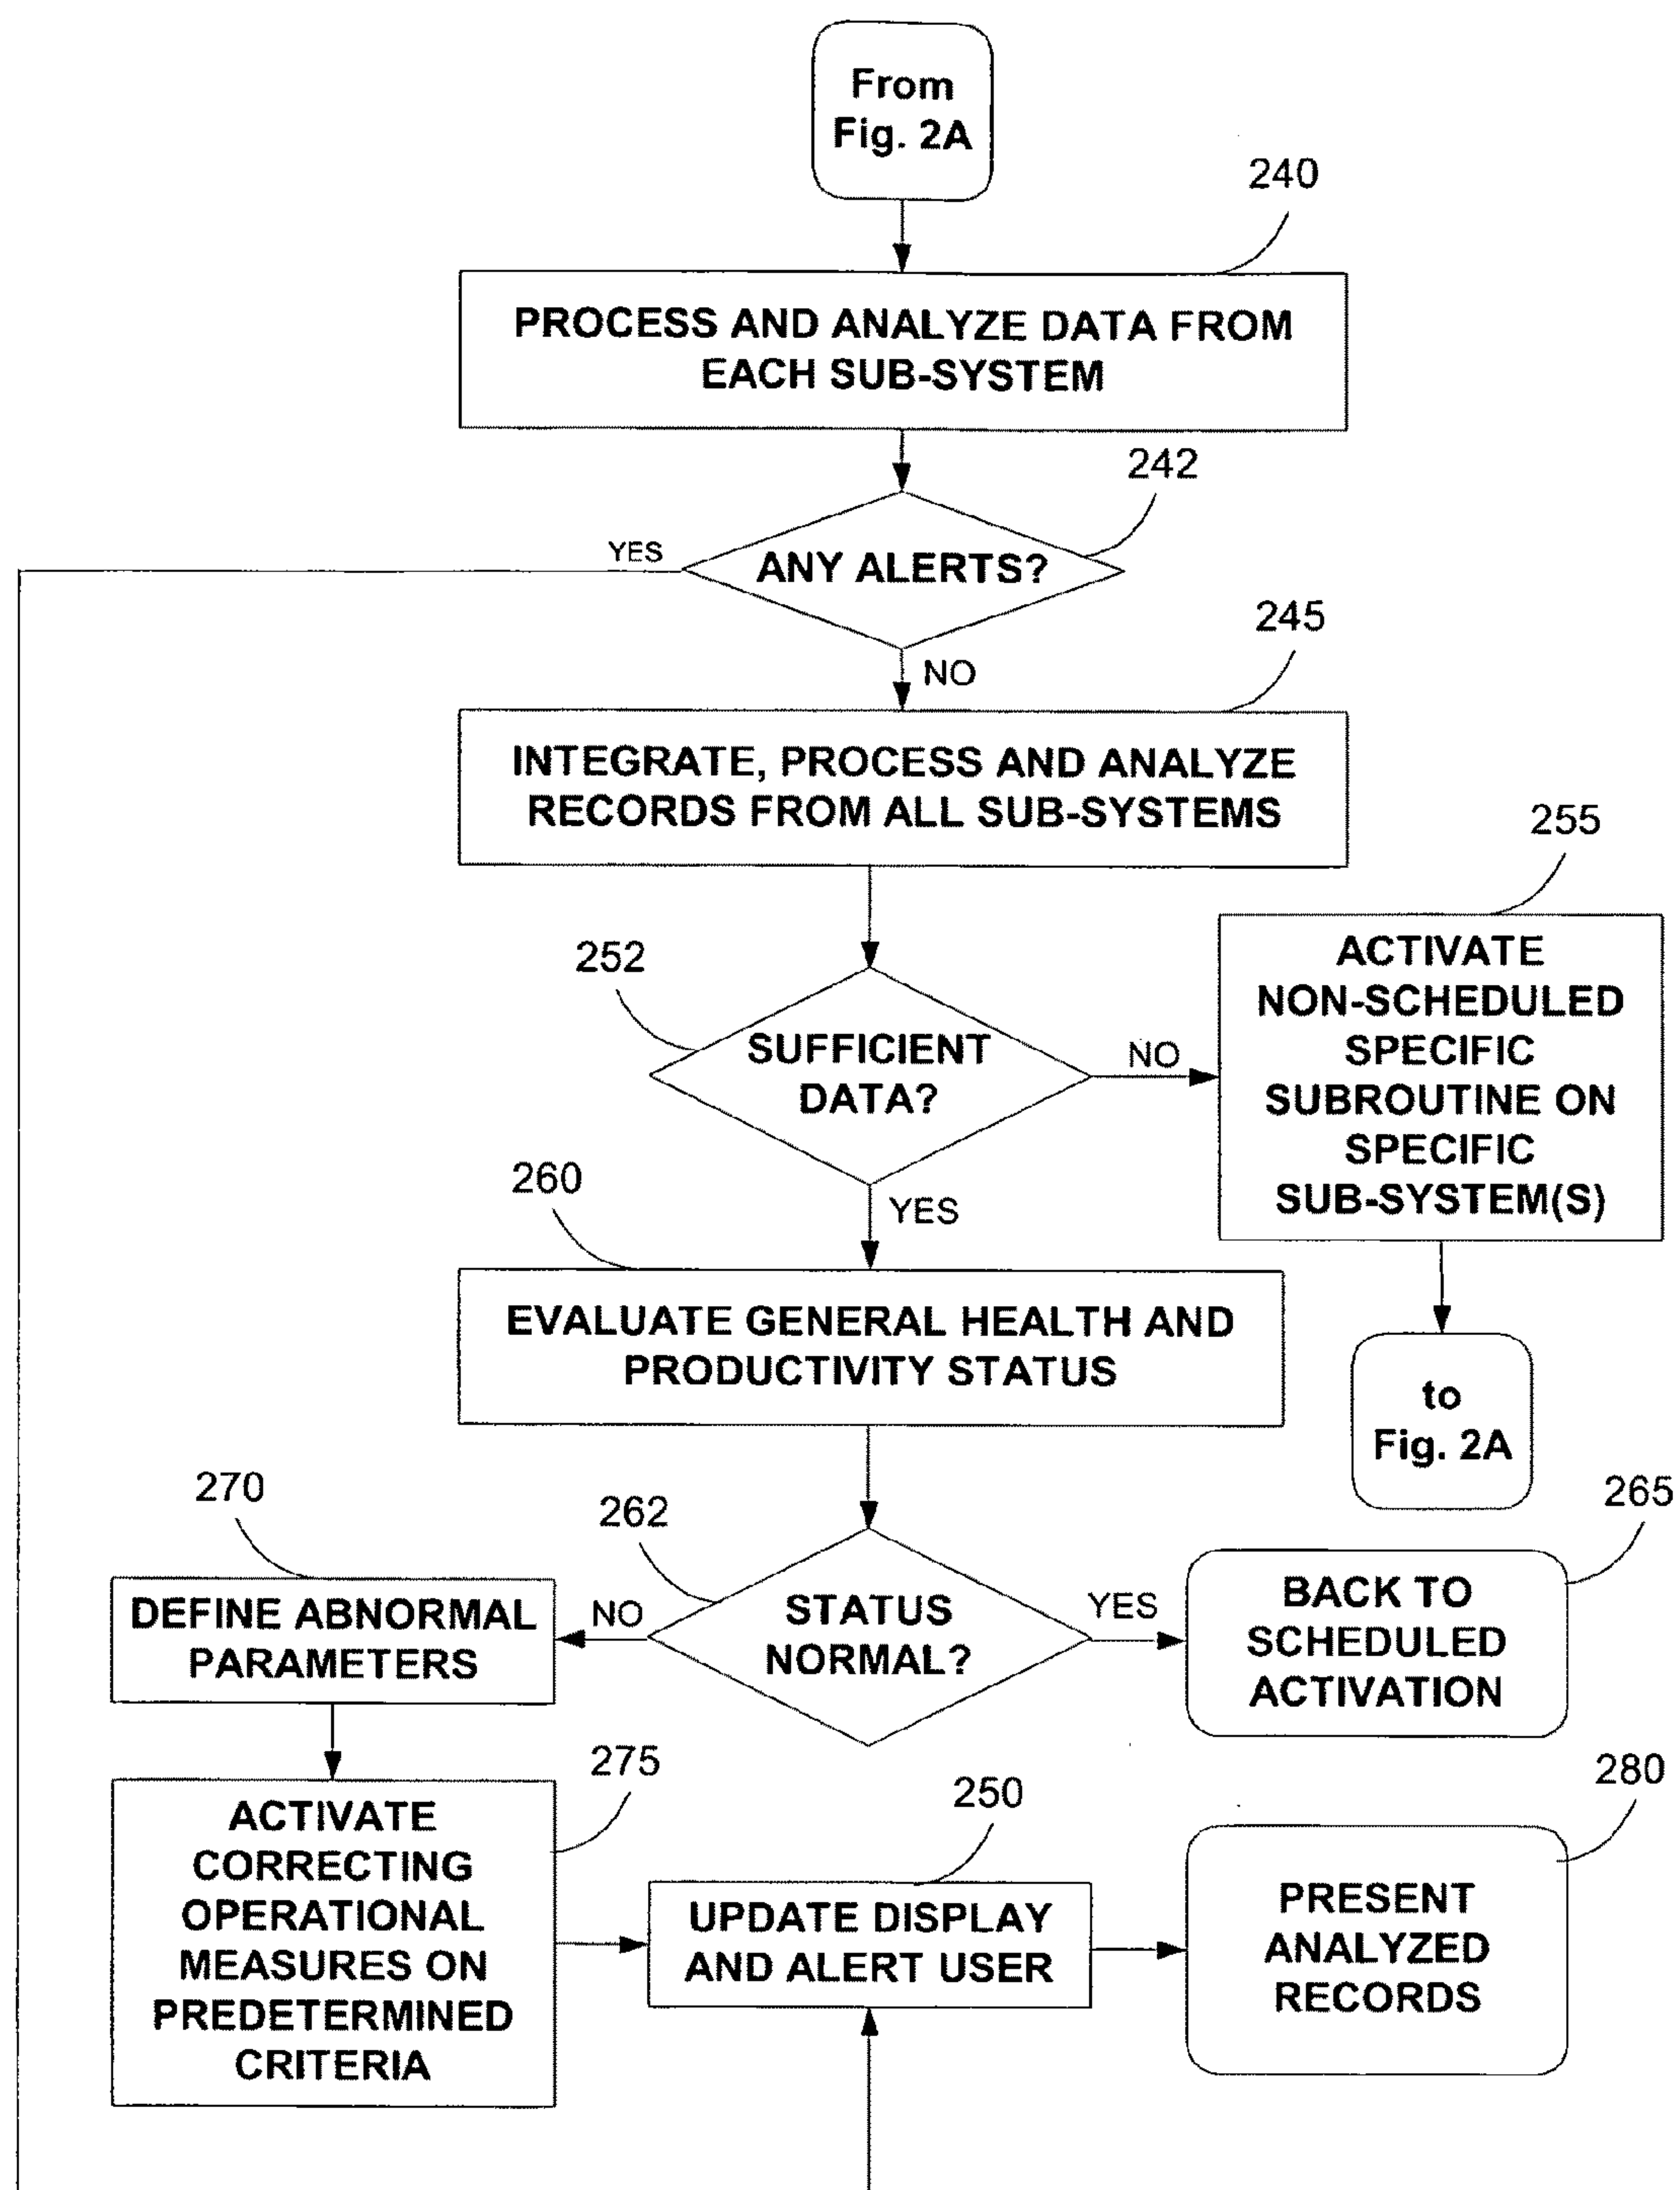 From
Fig. 2A
240
PROCESS AND ANALYZE DATA FROM
EACH SUB-SYSTEM
242
YES
ANY ALERTS?
NO
245
INTEGRATE, PROCESS AND ANALYZE
RECORDS FROM ALL SUB-SYSTEMS
255
ACTIVATE
NON-SCHEDULED
SPECIFIC
SUBROUTINE ON
SPECIFIC
SUB-SYSTEM(S)
252
SUFFICIENT
DATA?
NO
YES
260
EVALUATE GENERAL HEALTH AND
PRODUCTIVITY STATUS
to
Fig. 2A
270
262
265
DEFINE ABNORMAL
PARAMETERS
NO
STATUS
NORMAL?
YES
BACK TO
SCHEDULED
ACTIVATION
275
ACTIVATE
CORRECTING
OPERATIONAL
MEASURES ON
PREDETERMINED
CRITERIA
250
UPDATE DISPLAY
AND ALERT USER
280
PRESENT
ANALYZED
RECORDS